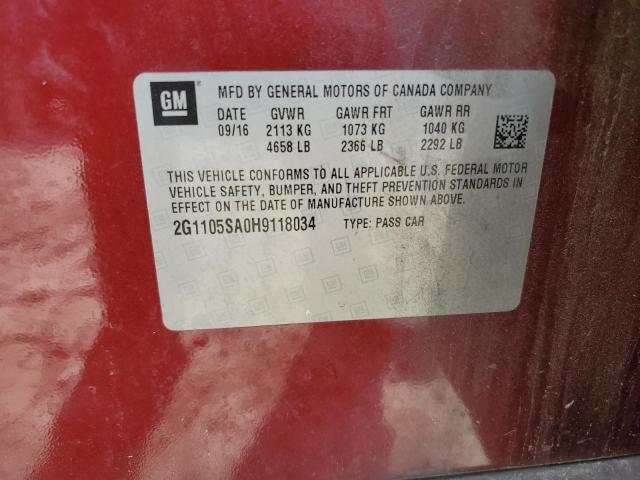 GM
MFD BY GENERAL MOTORS OF CANADA COMPANY
DATE GVWR GAWR FRT GAWR RR
09/16 2113 KG 1073 KG 1040 KG
4658 LB 2366 LB 2292 LB
THIS VEHICLE CONFORMS TO ALL APPLICABLE U.S. FEDERAL MOTOR
VEHICLE SAFETY, BUMPER, AND THEFT PREVENTION STANDARDS IN
EFFECT ON THE DATE OF MANUFACTURE SHOWN ABOVE.
2G1105SA0H9118034 TYPE: PASS CAR